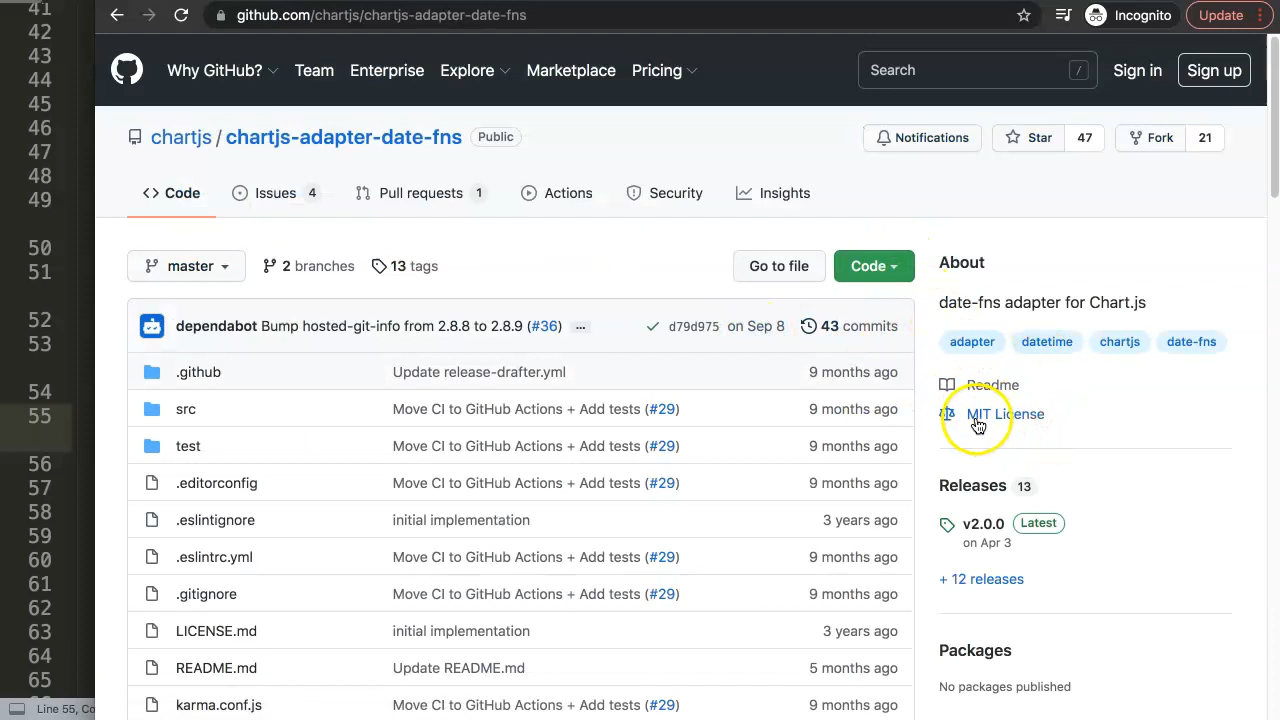 41
42
43
44
45
46
47
48
49
50
51
52
53
54
55
56
57
58
59
60
61
62
63
64
65
Line 55, Co
github.com/chartjs/chartjs-adapter-date-fns
Incognito
Update
Why GitHub? Team Enterprise Explore Marketplace Pricing
Search /
Sign in
Sign up
chartjs / chartjs-adapter-date-fns Public
Notifications
Star 47
Fork 21
Code
Issues 4
Pull requests 1
Actions
Security
Insights
master
2 branches
13 tags
Go to file
Code
dependabot Bump hosted-git-info from 2.8.8 to 2.8.9 (#36) ... d79d975 on Sep 8 43 commits
.github Update release-drafter.yml 9 months ago
src Move CI to GitHub Actions + Add tests (#29) 9 months ago
test Move CI to GitHub Actions + Add tests (#29) 9 months ago
.editorconfig Move CI to GitHub Actions + Add tests (#29) 9 months ago
.eslintignore initial implementation 3 years ago
.eslintrc.yml Move CI to GitHub Actions + Add tests (#29) 9 months ago
.gitignore Move CI to GitHub Actions + Add tests (#29) 9 months ago
LICENSE.md initial implementation 3 years ago
README.md Update README.md 5 months ago
karma.conf.js Move CI to GitHub Actions + Add tests (#29) 9 months ago
About
date-fns adapter for Chart.js
adapter datetime chartjs date-fns
Readme
MIT License
Releases 13
v2.0.0 Latest
on Apr 3
+ 12 releases
Packages
No packages published